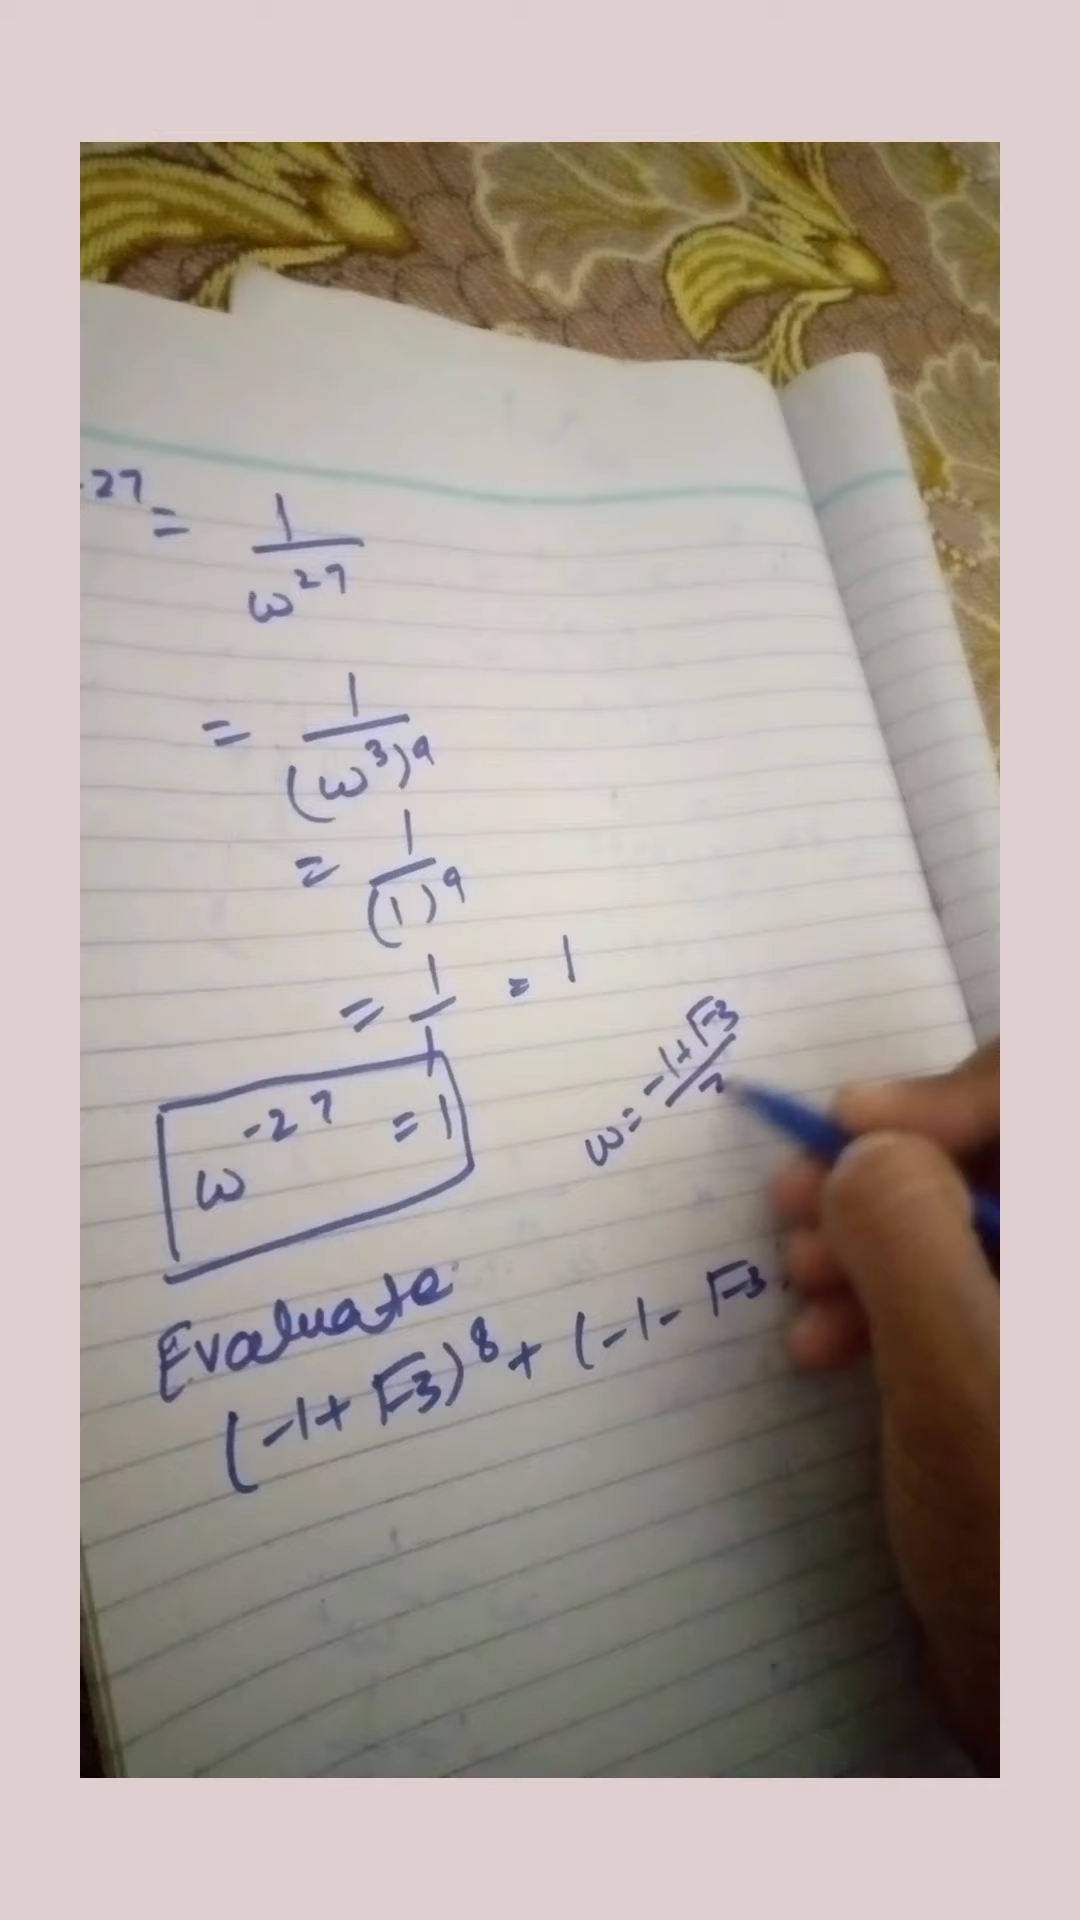 -27 = 1/ω^27
= 1/(ω^3)^9
= 1/(1)^9
= 1/1 = 1
ω^-27 = 1
ω = -1+√-3/2
Evaluate
(-1+√-3)^8 + (-1-√-3